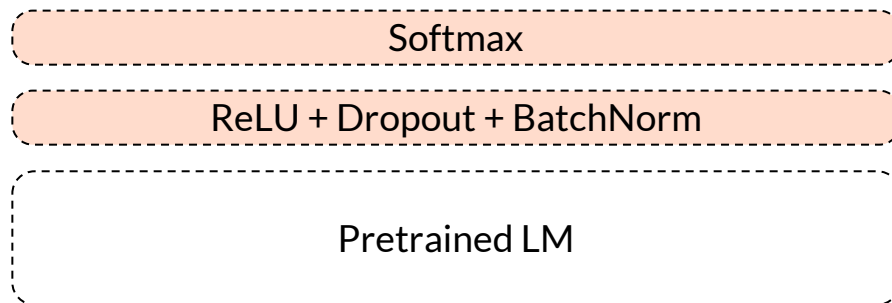 Softmax
ReLU + Dropout + BatchNorm
Pretrained LM